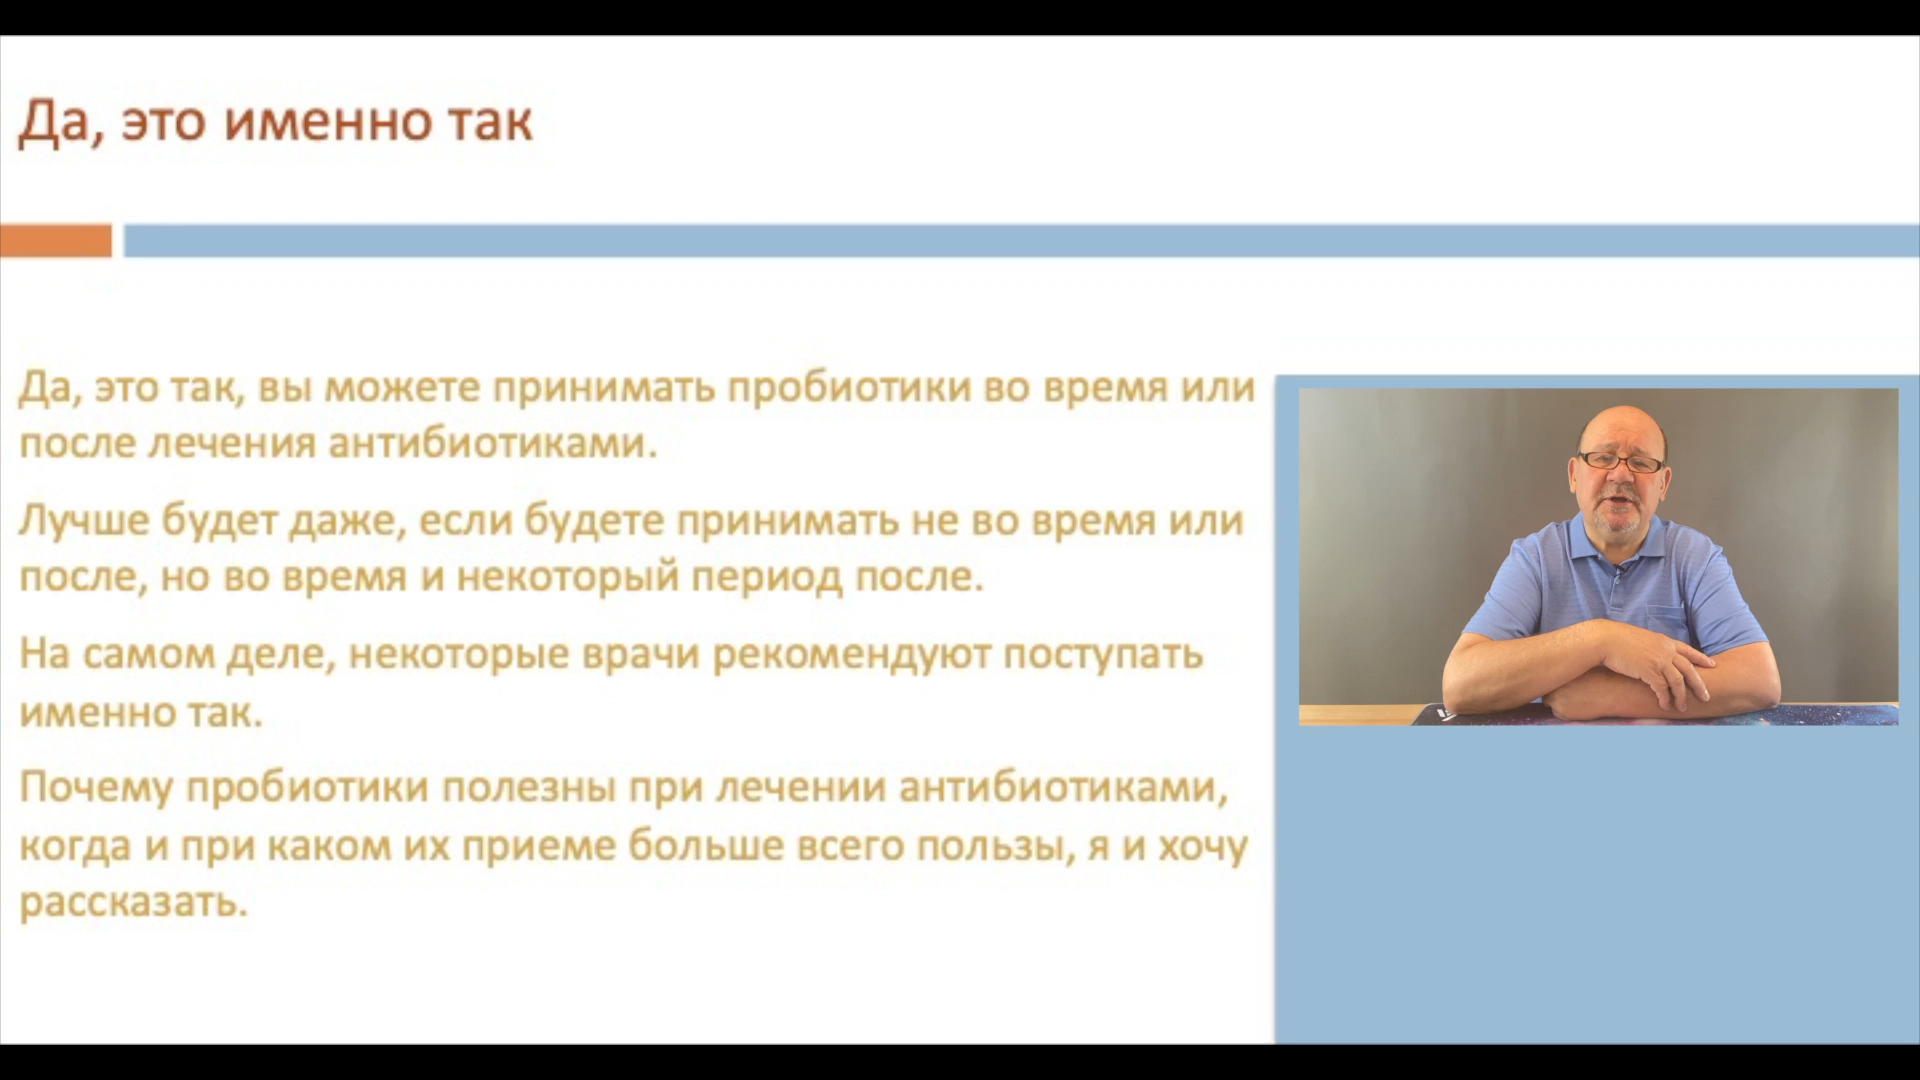 Да, это именно так
Да, это так, вы можете принимать пробиотики во время или
после лечения антибиотиками.
Лучше будет даже, если будете принимать не во время или
после, но во время и некоторый период после.
На самом деле, некоторые врачи рекомендуют поступать
именно так.
Почему пробиотики полезны при лечении антибиотиками,
когда и при каком их приеме больше всего пользы, я и хочу
рассказать.